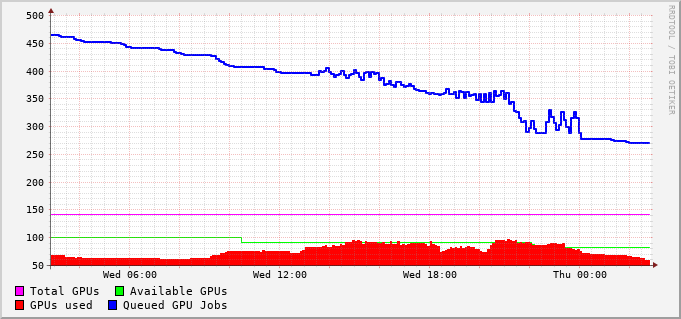 500
450
400
350
300
250
200
150
100
50
Wed 06:00 Wed 12:00 Wed 18:00 Thu 00:00
Total GPUs Available GPUs
GPUs used Queued GPU Jobs
RRDTOOL / TOBI OETIKER